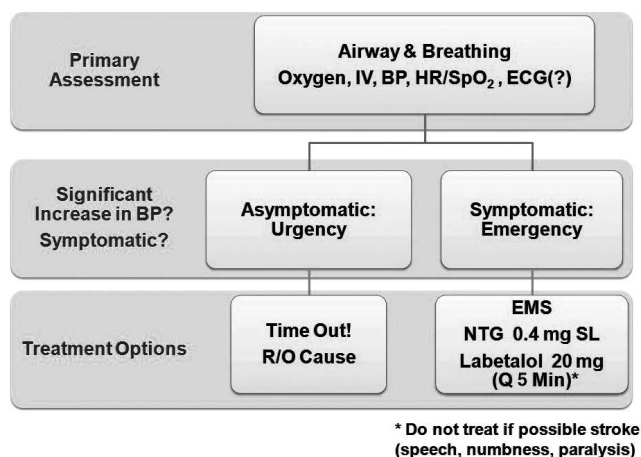 Primary
Assessment
Airway & Breathing
Oxygen, IV, BP, HR/SpO₂ , ECG(?)
Significant
Increase in BP?
Symptomatic?
Asymptomatic:
Urgency
Symptomatic:
Emergency
Treatment Options
Time Out!
R/O Cause
EMS
NTG 0.4 mg SL
Labetalol 20 mg
(Q 5 Min)*
* Do not treat if possible stroke
(speech, numbness, paralysis)